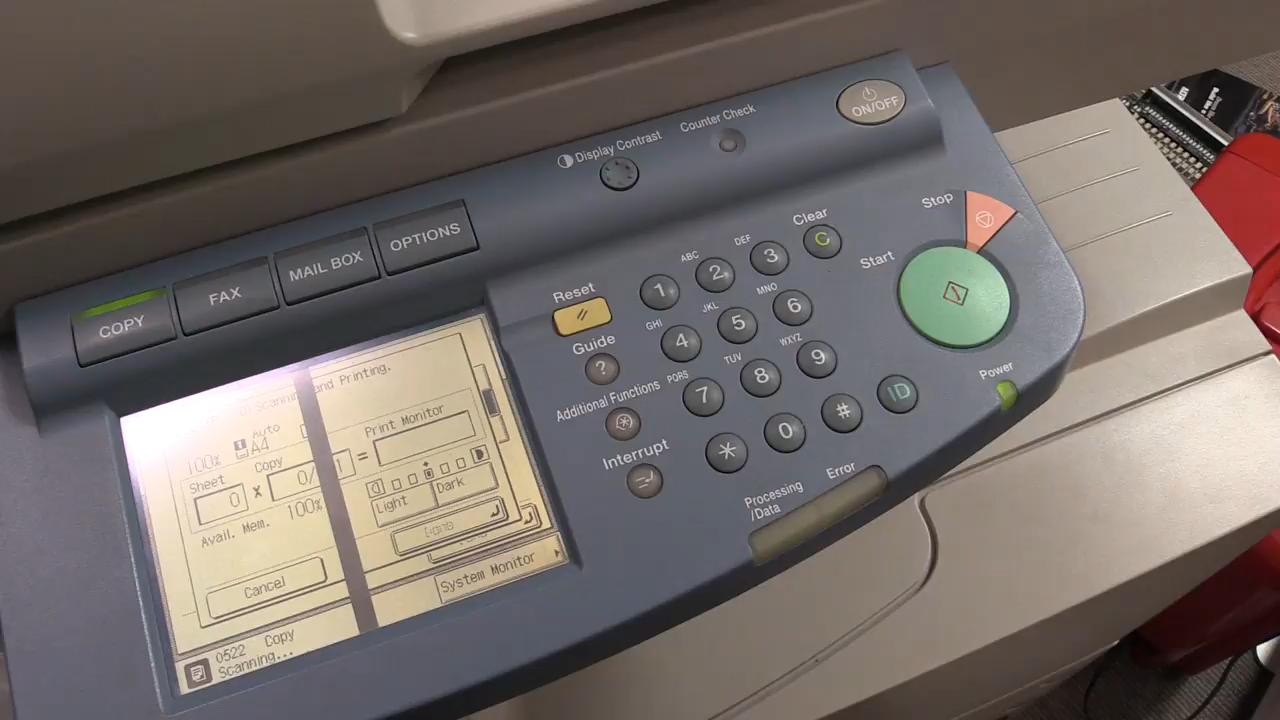 ON/OFF
Counter Check
Display Contrast
COPY
FAX
MAIL BOX
OPTIONS
Stop
Start
Clear
Reset
Guide
?
Additional Functions
Interrupt
1
ABC
2
DEF
3
GHI
4
JKL
5
MNO
6
PQRS
7
TUV
8
WXYZ
9
*
0
#
ID
Power
Processing
/Data
Error
and Printing.
Auto
100% A4
Copy
Sheet
0 x 0/ 1 =
Print Monitor
Avail. Mem. 100%
Light
Dark
Cancel
System Monitor
0522 Copy
Scanning...